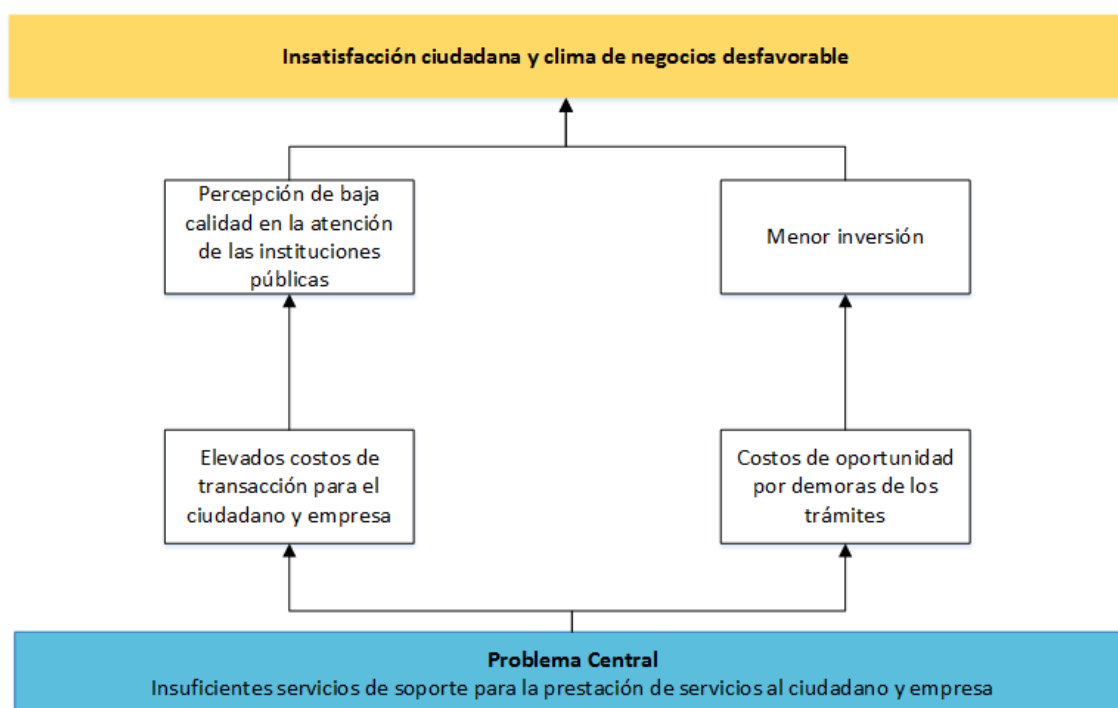 Insatisfacción ciudadana y clima de negocios desfavorable
Percepción de baja
calidad en la atención
de las instituciones
públicas
Menor inversión
Elevados costos de
transacción para el
ciudadano y empresa
Costos de oportunidad
por demoras de los
trámites
Problema Central
Insuficientes servicios de soporte para la prestación de servicios al ciudadano y empresa